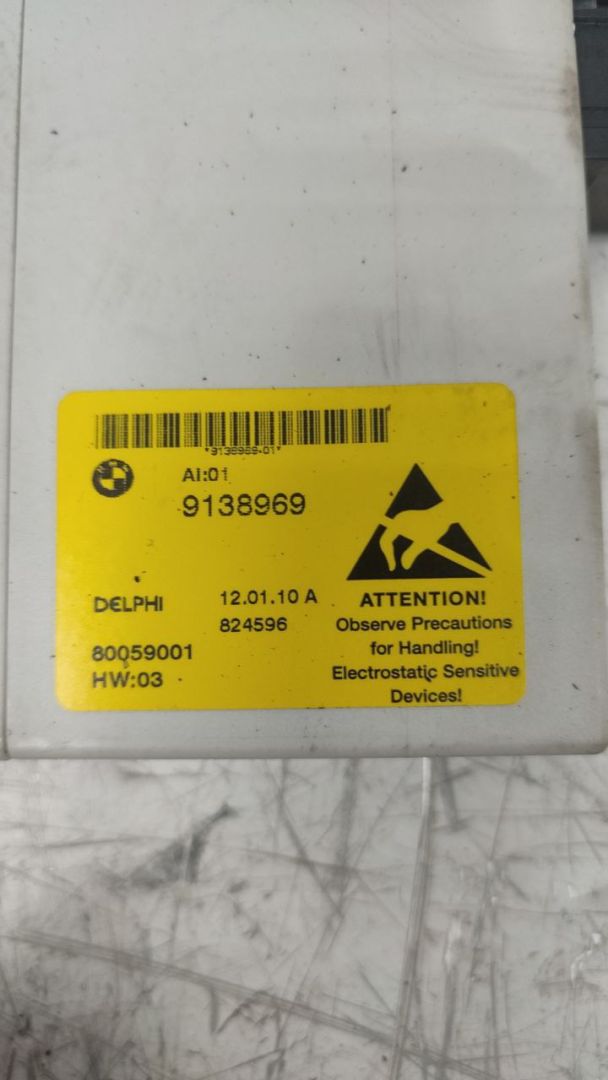 *9138969-01*
AI:01
9138969
DELPHI
12.01.10 A
824596
80059001
HW:03
ATTENTION!
Observe Precautions
for Handling!
Electrostatic Sensitive
Devices!